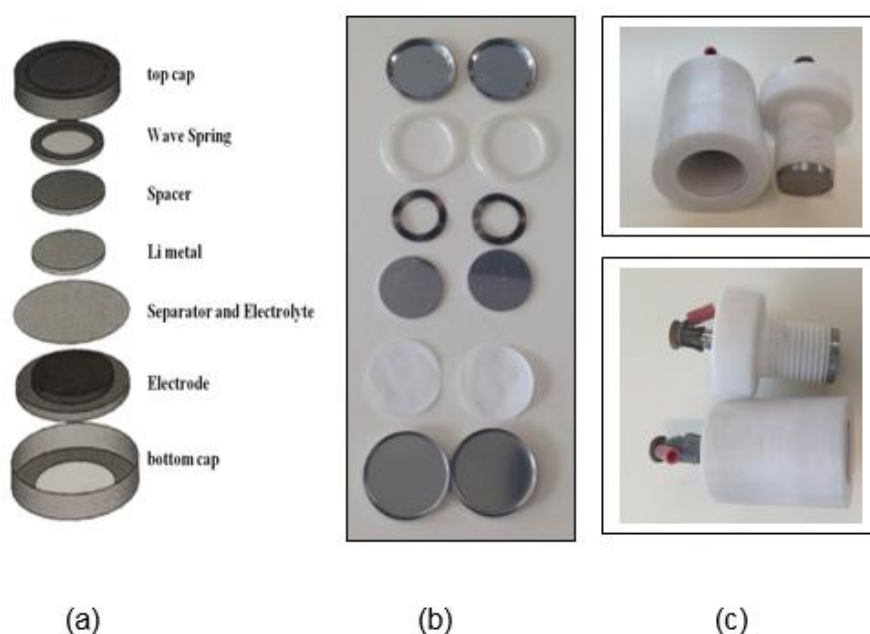 top cap
Wave Spring
Spacer
Li metal
Separator and Electrolyte
Electrode
bottom cap
(a)
(b)
(c)